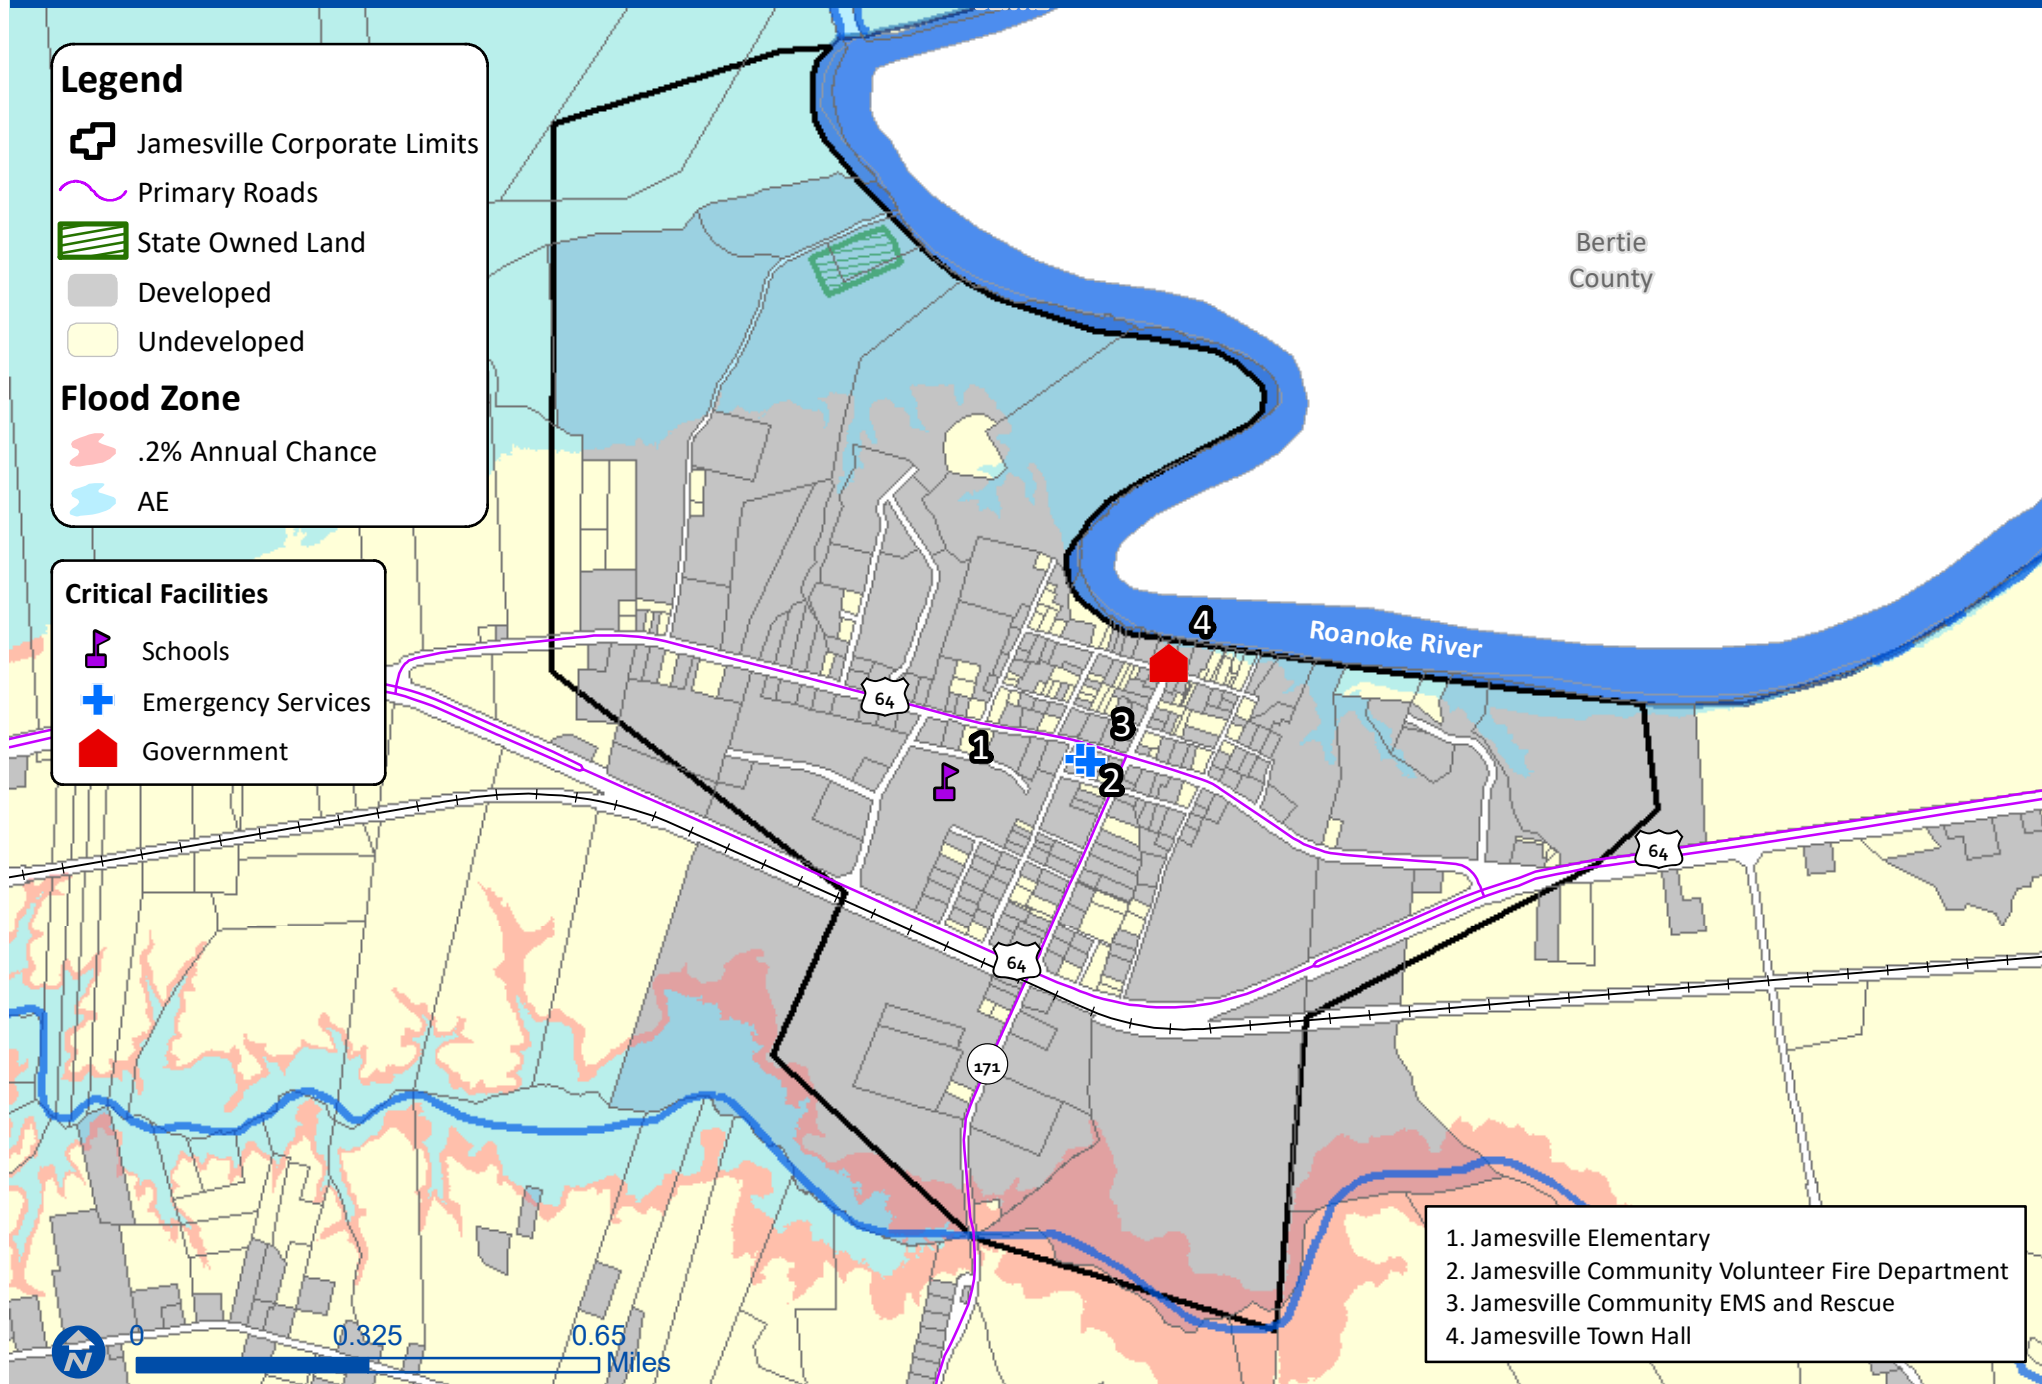 Legend
Jamesville Corporate Limits
Primary Roads
State Owned Land
Developed
Undeveloped
Flood Zone
.2% Annual Chance
AE
Critical Facilities
Schools
Emergency Services
Government
Bertie
County
Roanoke River
4
64
3
1
2
64
64
171
1. Jamesville Elementary
2. Jamesville Community Volunteer Fire Department
3. Jamesville Community EMS and Rescue
4. Jamesville Town Hall
N
0 0.325 0.65
Miles